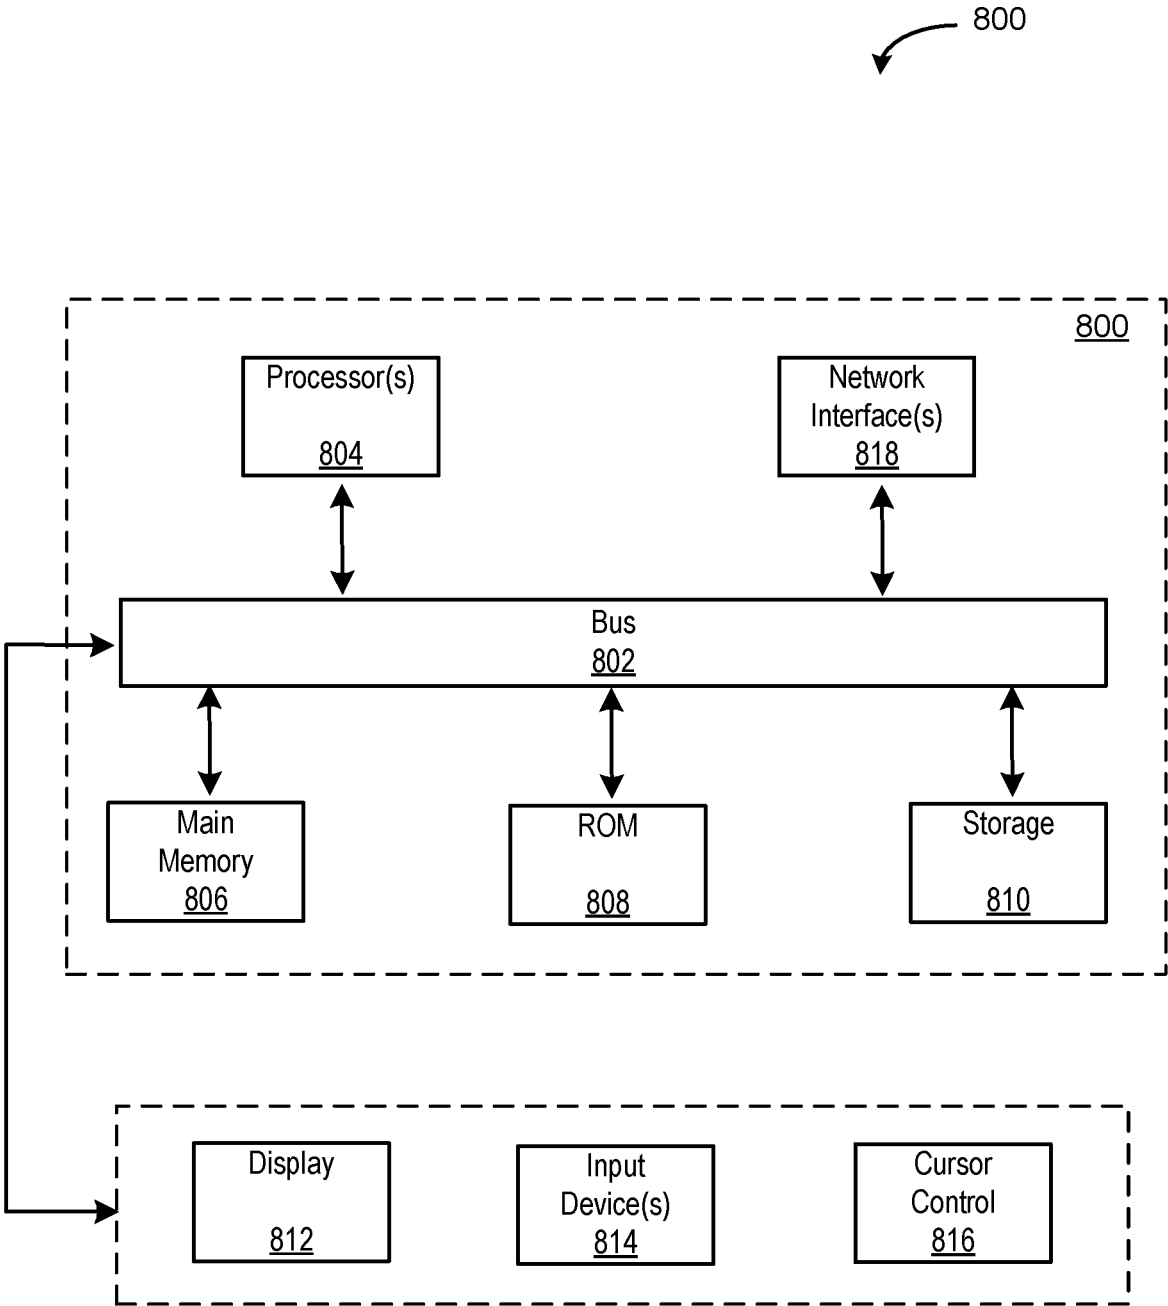 800
800
Processor(s)
804
Network
Interface(s)
818
Bus
802
Main
Memory
806
ROM
808
Storage
810
Display
812
Input
Device(s)
814
Cursor
Control
816